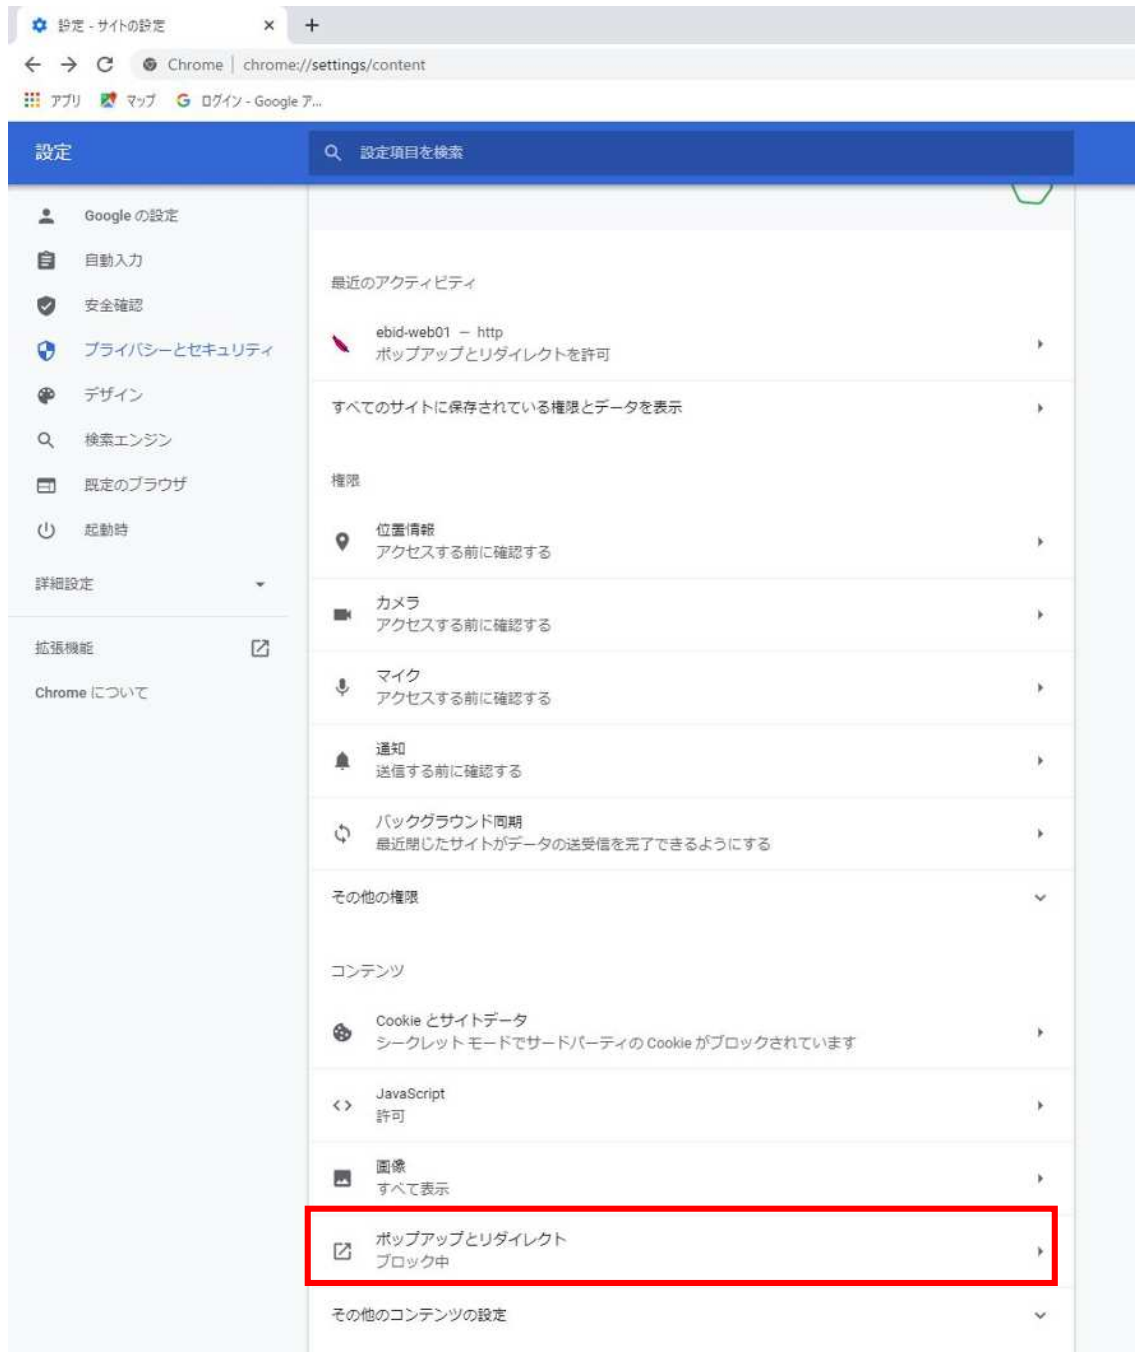 設定 - サイトの設定
Chrome | chrome://settings/content
アプリ マップ ログイン - Google ア...
設定
設定項目を検索
Google の設定
自動入力
安全確認
プライバシーとセキュリティ
デザイン
検索エンジン
既定のブラウザ
起動時
詳細設定
拡張機能
Chrome について
最近のアクティビティ
ebid-web01 — http
ポップアップとリダイレクトを許可
すべてのサイトに保存されている権限とデータを表示
権限
位置情報
アクセスする前に確認する
カメラ
アクセスする前に確認する
マイク
アクセスする前に確認する
通知
送信する前に確認する
バックグラウンド同期
最近閉じたサイトがデータの送受信を完了できるようにする
その他の権限
コンテンツ
Cookie とサイトデータ
シークレット モードでサードパーティの Cookie がブロックされています
JavaScript
許可
画像
すべて表示
ポップアップとリダイレクト
ブロック中
その他のコンテンツの設定